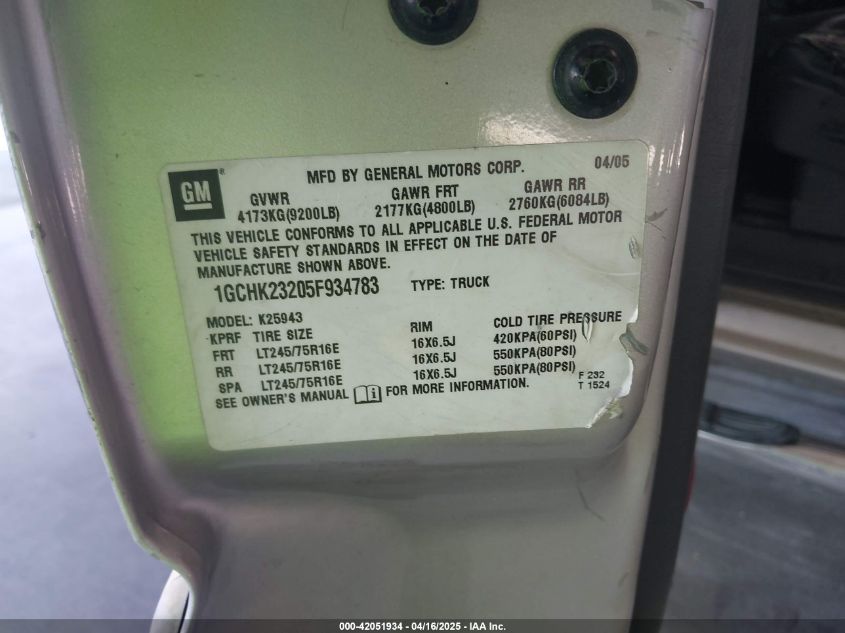 GM
MFD BY GENERAL MOTORS CORP. 04/05
GVWR GAWR FRT GAWR RR
4173KG(9200LB) 2177KG(4800LB) 2760KG(6084LB)
THIS VEHICLE CONFORMS TO ALL APPLICABLE U.S. FEDERAL MOTOR
VEHICLE SAFETY STANDARDS IN EFFECT ON THE DATE OF
MANUFACTURE SHOWN ABOVE.
1GCHK23205F934783 TYPE: TRUCK
MODEL: K25943
KPRF TIRE SIZE RIM COLD TIRE PRESSURE
FRT LT245/75R16E 16X6.5J 420KPA(60PSI)
RR LT245/75R16E 16X6.5J 550KPA(80PSI)
SPA LT245/75R16E 16X6.5J 550KPA(80PSI)
SEE OWNER'S MANUAL FOR MORE INFORMATION.
F 232
T 1524
000-42051934 - 04/16/2025 - IAA Inc.